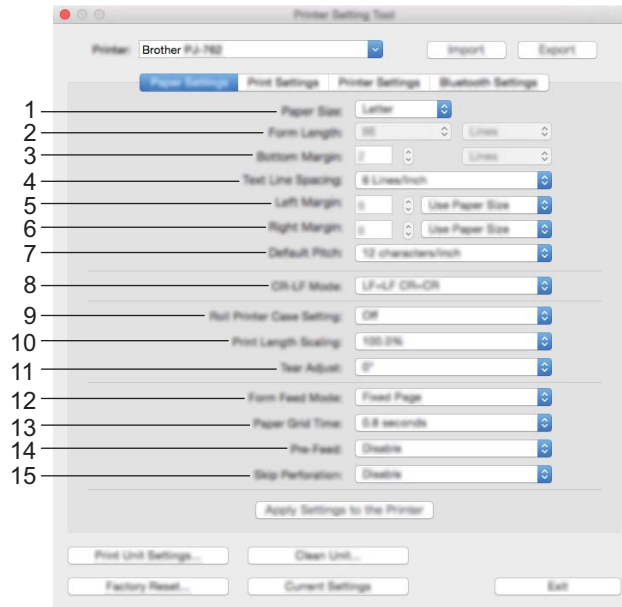 Printer Setting Tool
Printer: Brother PJ-762 Import Export
Paper Settings Print Settings Printer Settings Bluetooth Settings
1 Paper Size: Letter
2 Form Length: Lines
3 Bottom Margin: 2 Lines
4 Text Line Spacing: 6 Lines/Inch
5 Left Margin: Use Paper Size
6 Right Margin: Use Paper Size
7 Default Pitch: 12 characters/inch
8 CR-LF Mode: LF=LF CR=CR
9 Roll Printer Case Setting: Off
10 Print Length Scaling: 100.0%
11 Tear Adjust: 0"
12 Form Feed Mode: Fixed Page
13 Paper Grid Time: 0.8 seconds
14 Pre-Feed: Disable
15 Skip Perforation: Disable
Apply Settings to the Printer
Print Unit Settings... Clean Unit...
Factory Reset... Current Settings Exit